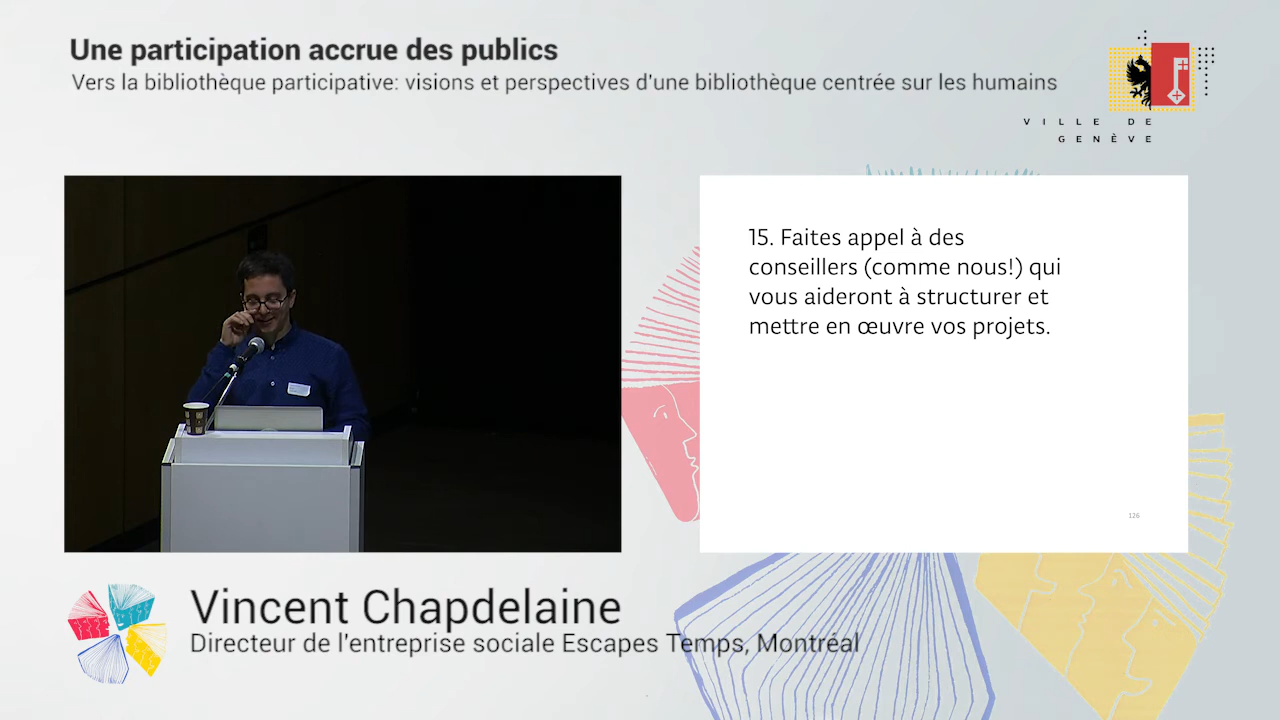 Une participation accrue des publics
Vers la bibliothèque participative: visions et perspectives d'une bibliothèque centrée sur les humains
VILLE DE
GENÈVE
15. Faites appel à des
conseillers (comme nous!) qui
vous aideront à structurer et
mettre en œuvre vos projets.
126
Vincent Chapdelaine
Directeur de l'entreprise sociale Escapes Temps, Montréal